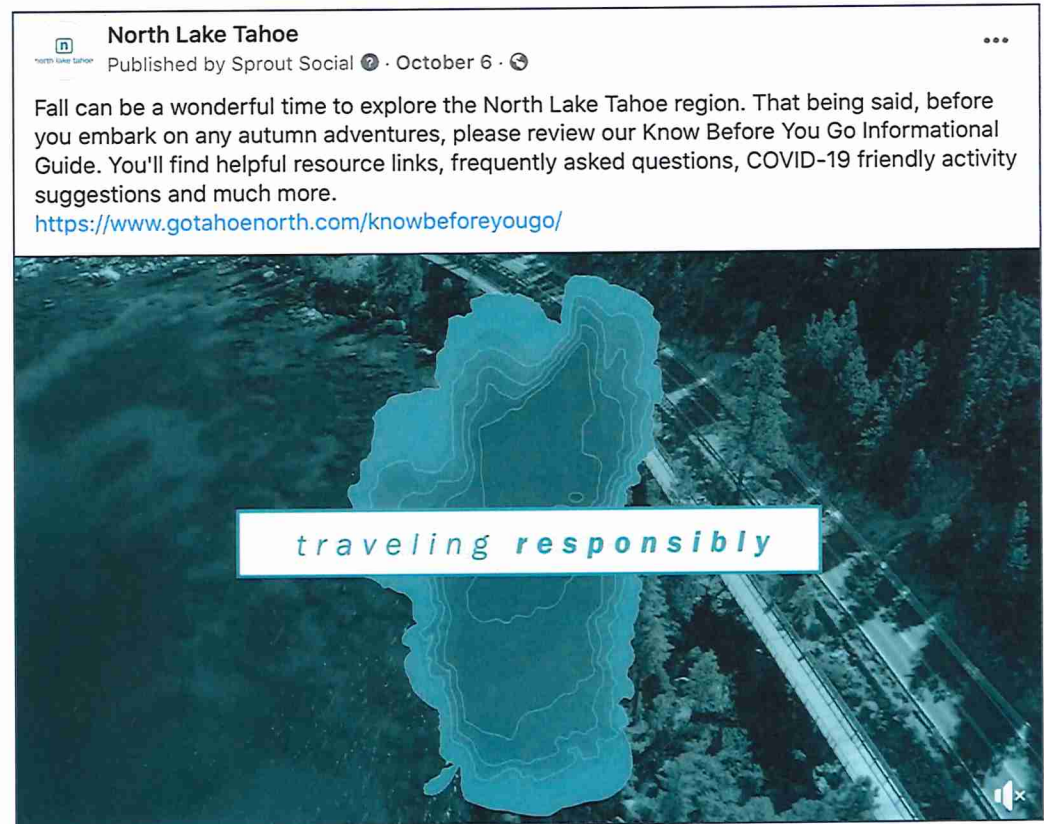 North Lake Tahoe
n
north lake tahoe
Published by Sprout Social · October 6 ·
Fall can be a wonderful time to explore the North Lake Tahoe region. That being said, before
you embark on any autumn adventures, please review our Know Before You Go Informational
Guide. You'll find helpful resource links, frequently asked questions, COVID-19 friendly activity
suggestions and much more.
https://www.gotahoenorth.com/knowbeforeyougo/
traveling responsibly